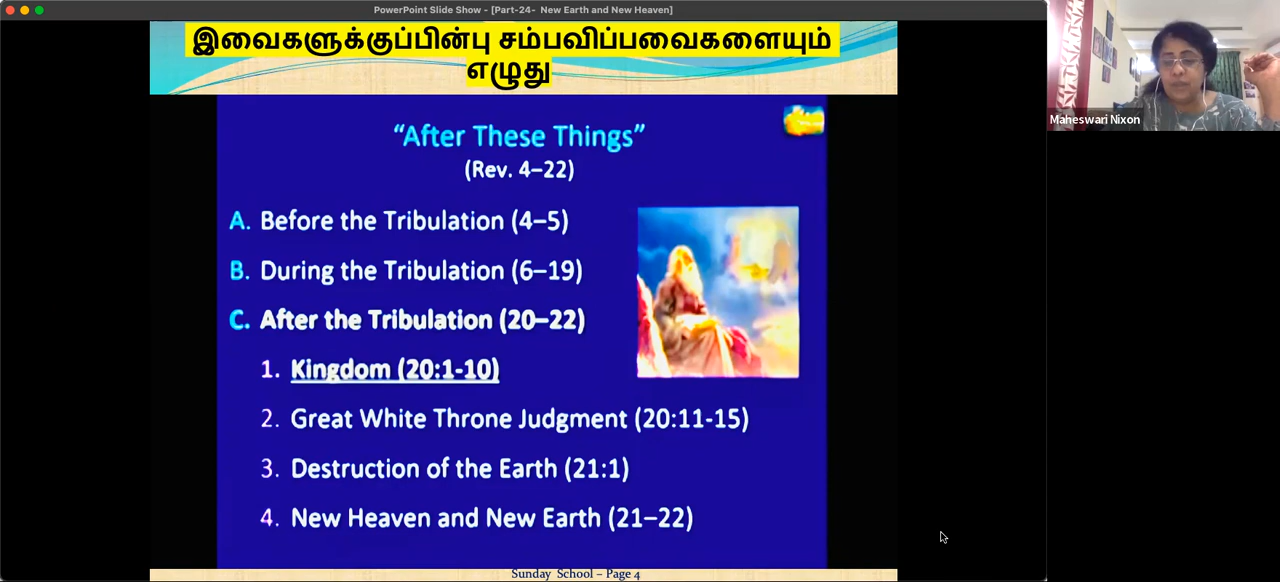 PowerPoint Slide Show - [Part-24- New Earth and New Heaven]
இவைகளுக்குப்பின்பு சம்பவிப்பவைகளையும்
எழுது
“After These Things”
(Rev. 4–22)
A. Before the Tribulation (4–5)
B. During the Tribulation (6–19)
C. After the Tribulation (20–22)
1. Kingdom (20:1-10)
2. Great White Throne Judgment (20:11-15)
3. Destruction of the Earth (21:1)
4. New Heaven and New Earth (21–22)
Sunday School – Page 4
Maheswari Nixon